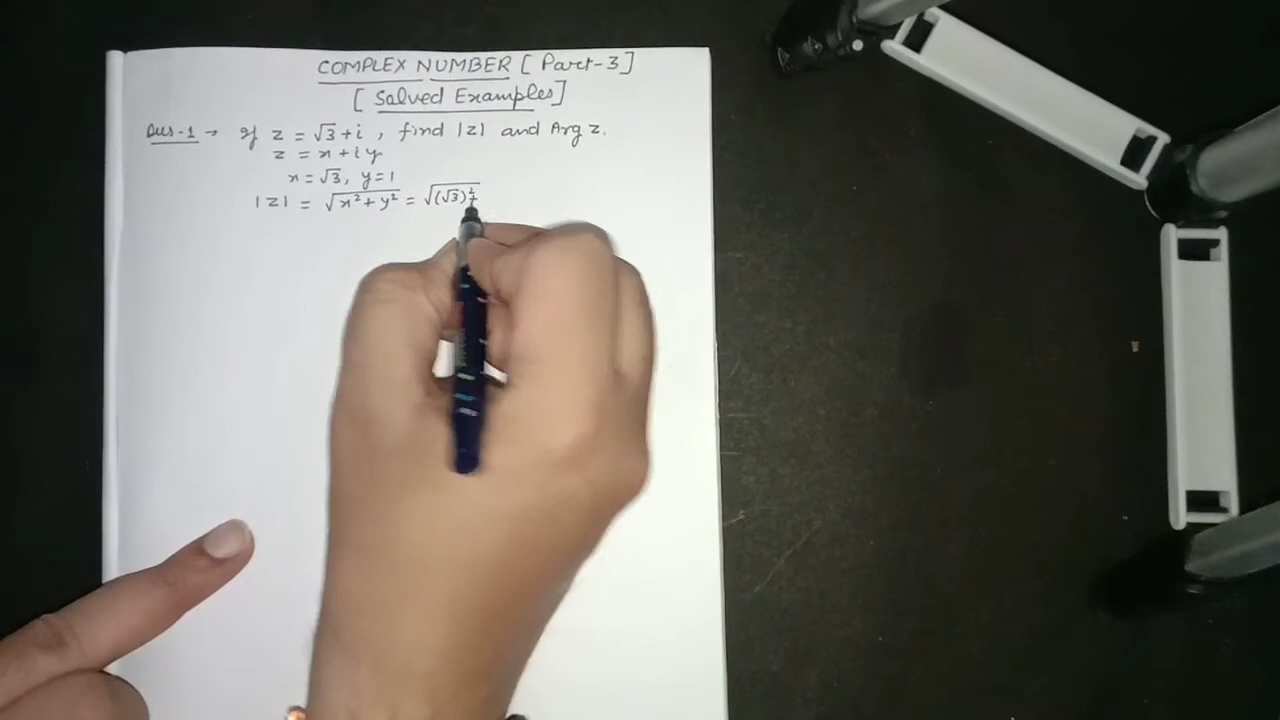 COMPLEX NUMBER [ Part-3 ]
[ Solved Examples ]
Ques-1 → If z = √3 + i , find |z| and Arg z.
z = x + iy
x = √3, y = 1
|z| = √x² + y² = √(√3)²